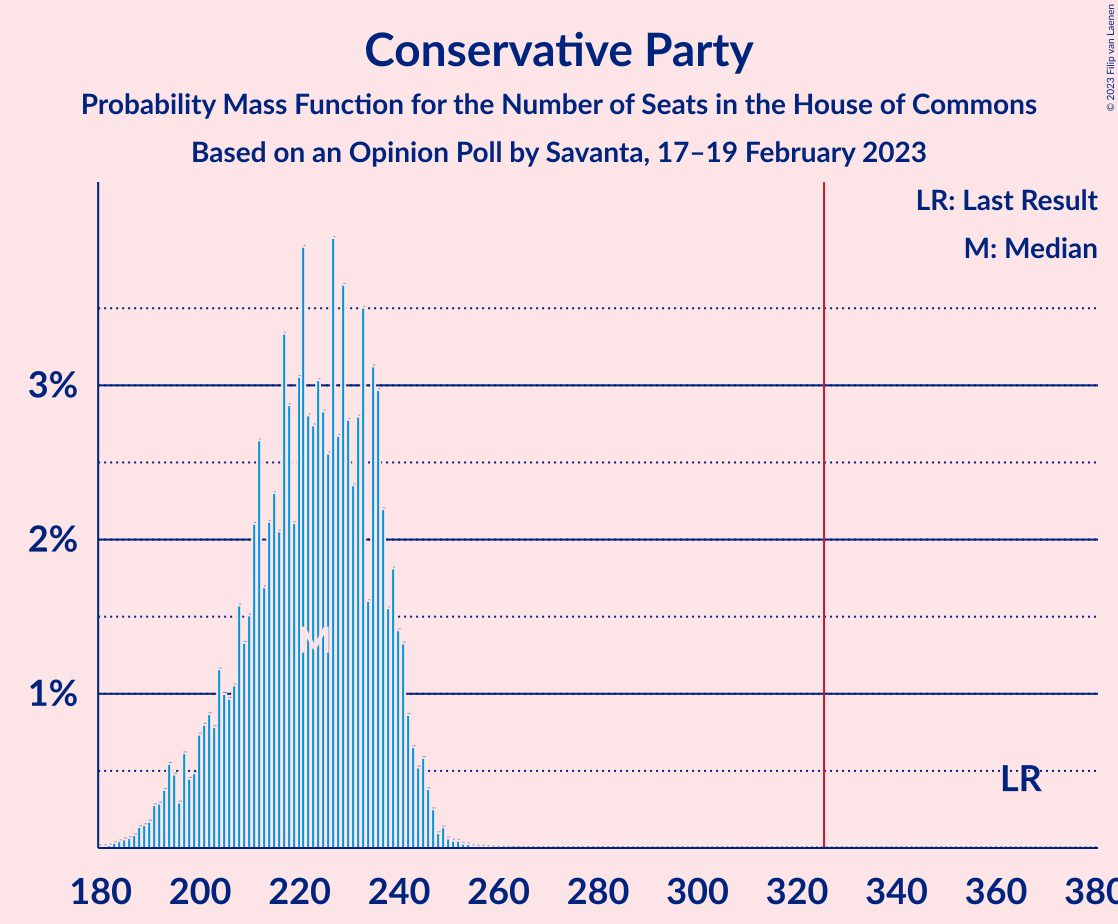 Conservative Party
Probability Mass Function for the Number of Seats in the House of Commons
Based on an Opinion Poll by Savanta, 17–19 February 2023
© 2023 Filip van Laenen
LR: Last Result
M: Median
3%
2%
1%
M
LR
180 200 220 240 260 280 300 320 340 360 380